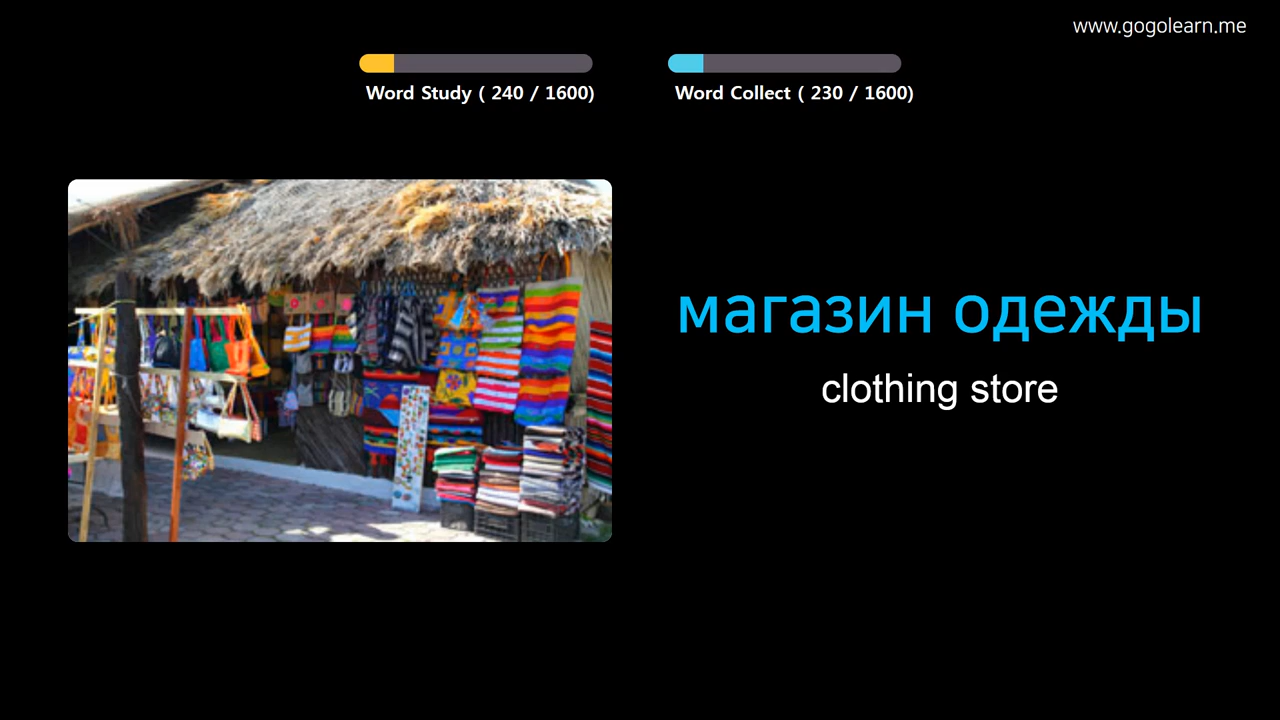 www.gogolearn.me
Word Study ( 240 / 1600)
Word Collect ( 230 / 1600)
магазин одежды
clothing store